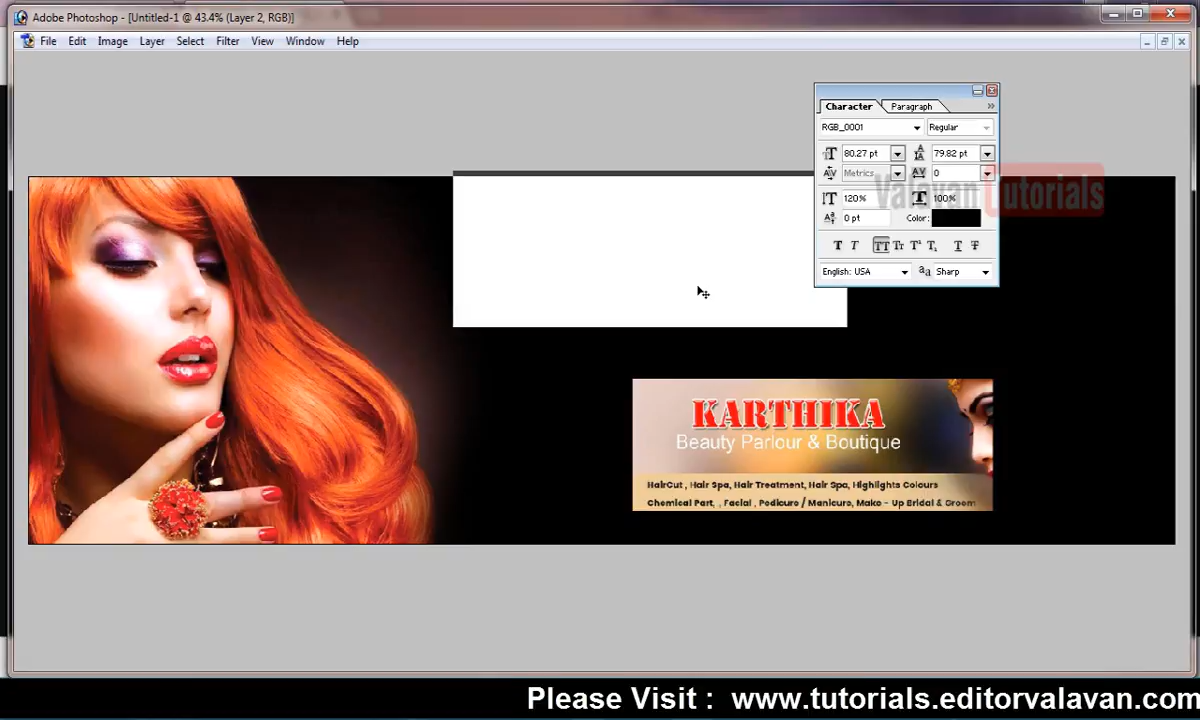 Adobe Photoshop - [Untitled-1 @ 43.4% (Layer 2, RGB)]
File Edit Image Layer Select Filter View Window Help
Character Paragraph »
RGB_0001 Regular
80.27 pt 79.82 pt
Metrics 0
120% 100%
0 pt Color:
English: USA Sharp
Valavan Tutorials
KARTHIKA
Beauty Parlour & Boutique
HairCut , Hair Spa, Hair Treatment, Hair Spa, Highlights Colours
Chemical Part, , Facial , Pedicure / Manicure, Make - Up Bridal & Groom
Please Visit : www.tutorials.editorvalavan.com